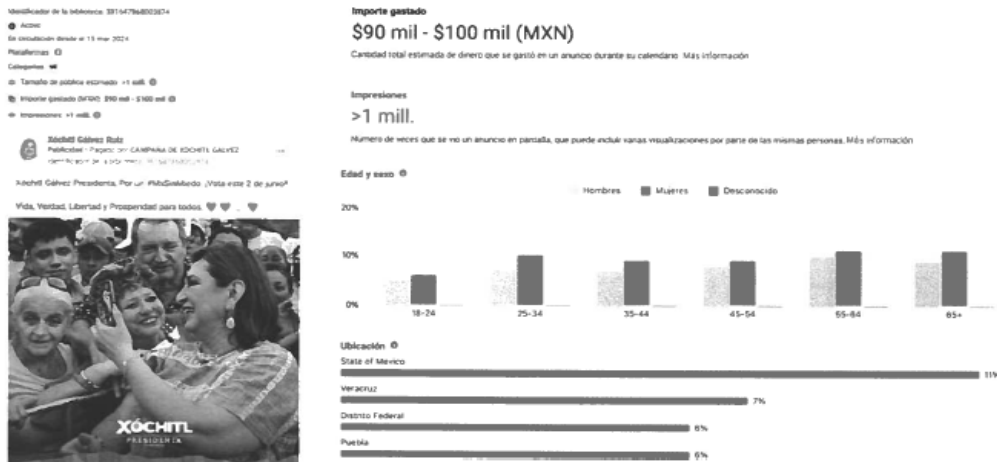 Identificador de la biblioteca: 391647968003874
Activo
En circulación desde el 15 mar 2024
Plataformas
Categorías
Tamaño de público estimado: >1 mill.
Importe gastado (MXN): $90 mil - $100 mil
Impresiones: >1 mill.
Xóchitl Gálvez Ruiz
Publicidad · Pagado por CAMPAÑA DE XOCHITL GALVEZ
Xóchitl Gálvez Presidenta, Por un #MxSinMiedo ¡Vota este 2 de junio!
Vida, Verdad, Libertad y Prosperidad para todos.
XÓCHITL
PRESIDENTA
Importe gastado
$90 mil - $100 mil (MXN)
Cantidad total estimada de dinero que se gastó en un anuncio durante su calendario. Más información
Impresiones
>1 mill.
Número de veces que se vio un anuncio en pantalla, que puede incluir varias visualizaciones por parte de las mismas personas. Más información
Edad y sexo
Hombres Mujeres Desconocido
20%
10%
0%
18-24 25-34 35-44 45-54 55-64 65+
Ubicación
State of Mexico
11%
Veracruz
7%
Distrito Federal
6%
Puebla
6%